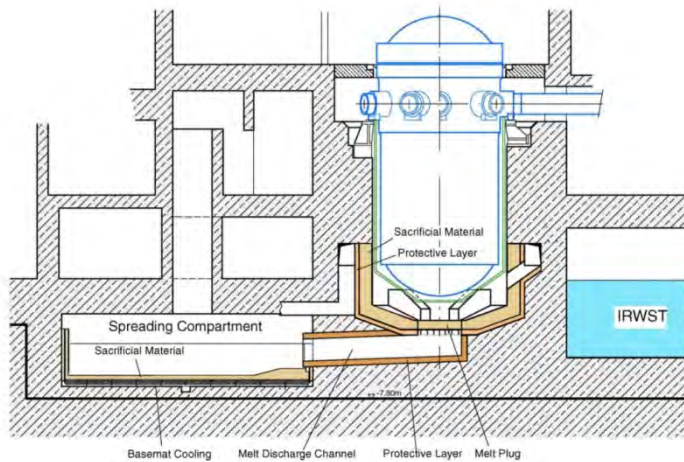 Sacrificial Material
Protective Layer
IRWST
Spreading Compartment
Sacrificial Material
-7.80m
Basemat Cooling
Melt Discharge Channel
Protective Layer
Melt Plug